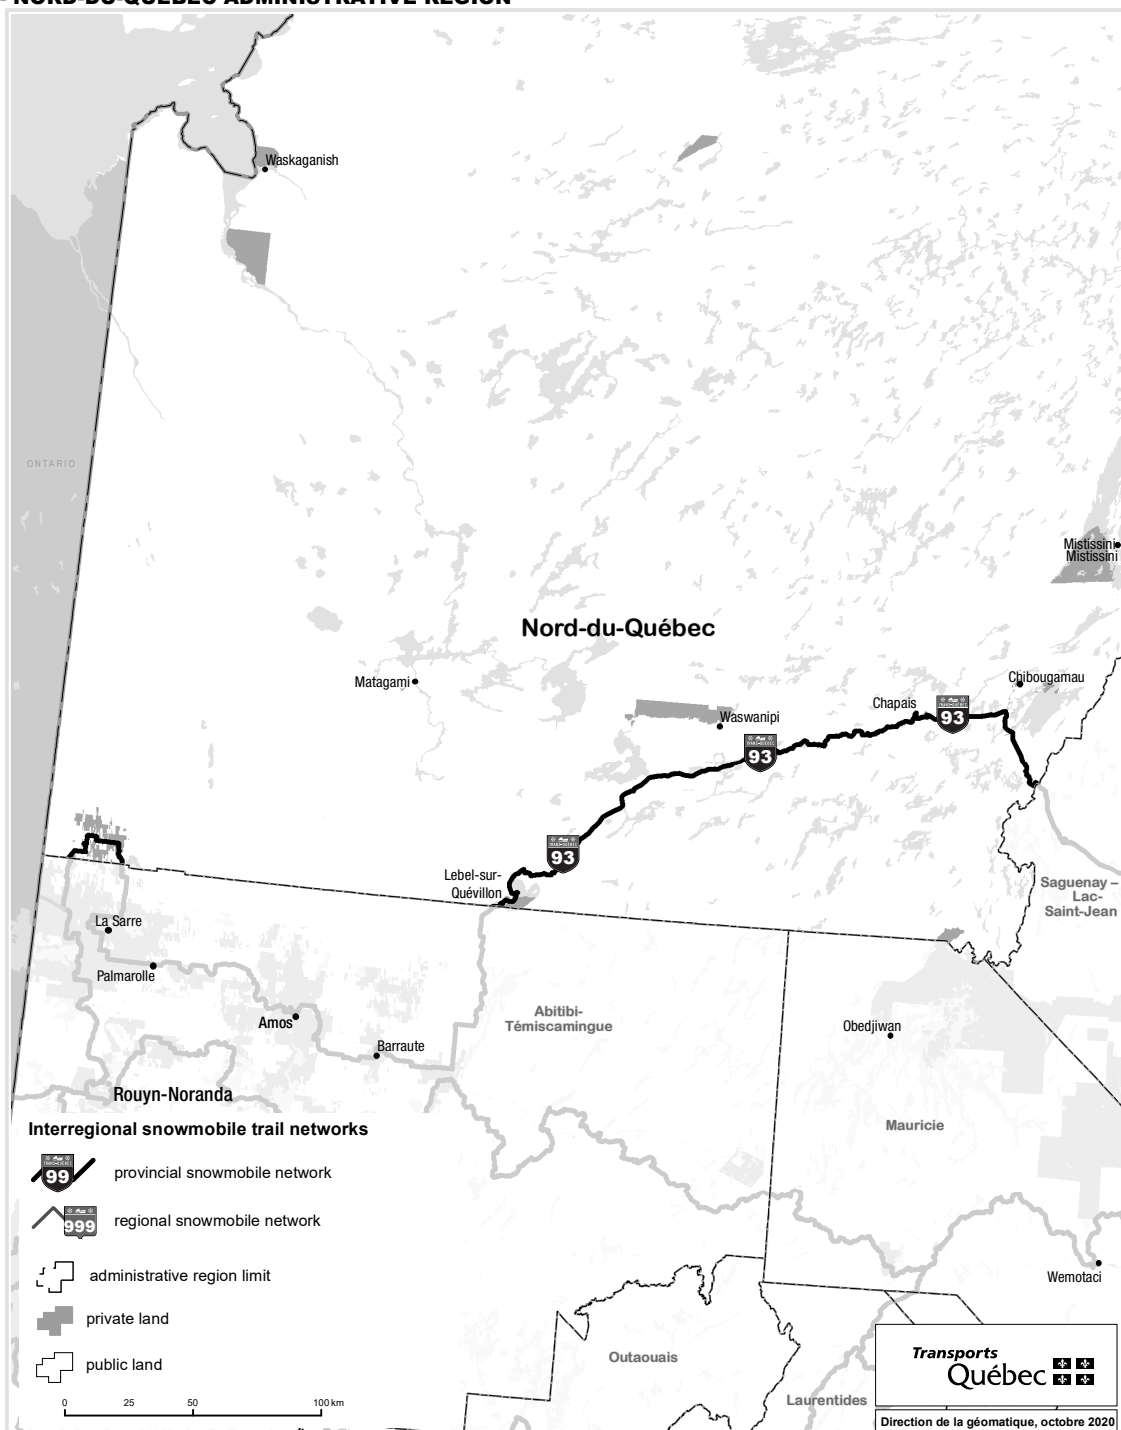 - NORD-DU-QUÉBEC ADMINISTRATIVE REGION
Waskaganish
ONTARIO
Mistissini
Mistissini
Nord-du-Québec
Matagami
Chibougamau
Chapais
Waswanipi
93
93
93
Lebel-sur-
Quévillon
La Sarre
Palmarolle
Amos
Barraute
Rouyn-Noranda
Abitibi-
Témiscamingue
Saguenay –
Lac-
Saint-Jean
Obedjiwan
Mauricie
Wemotaci
Outaouais
Laurentides
Interregional snowmobile trail networks
TRANS-QUÉBEC
99
provincial snowmobile network
999
regional snowmobile network
administrative region limit
private land
public land
0 25 50 100 km
Transports
Québec
Direction de la géomatique, octobre 2020